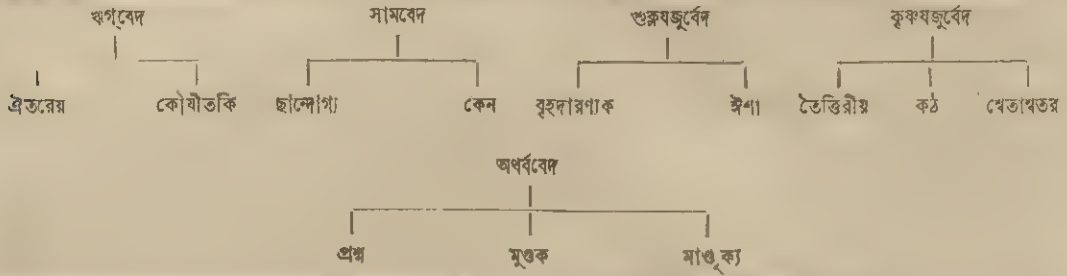 ঋগ্‌বেদ সামবেদ শুক্লযজুর্বেদ কৃষ্ণযজুর্বেদ
ঐতরেয় কৌষীতকি ছান্দোগ্য কেন বৃহদারণ্যক ঈশা তৈত্তিরীয় কঠ শ্বেতাশ্বতর
অথর্ববেদ
প্রশ্ন মুণ্ডক মাণ্ডূক্য